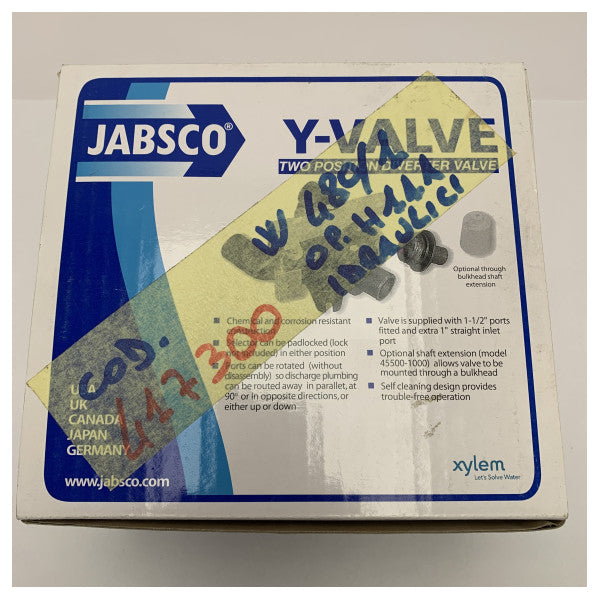 JABSCO®
Y-VALVE
TWO POSITION DIVERTER VALVE
W 489/1
OP. H 111
IDRAULICI
COD.
417300
Optional through
bulkhead shaft
extension
Chemical and corrosion resistant
construction
Selector can be padlocked (lock
not included) in either position
Ports can be rotated (without
disassembly) so discharge plumbing
can be routed away in parallel, at
90° or in opposite directions, or
either up or down
Valve is supplied with 1-1/2" ports
fitted and extra 1" straight inlet
port
Optional shaft extension (model
45500-1000) allows valve to be
mounted through a bulkhead
Self cleaning design provides
trouble-free operation
USA
UK
CANADA
JAPAN
GERMANY
www.jabsco.com
xylem
Let's Solve Water